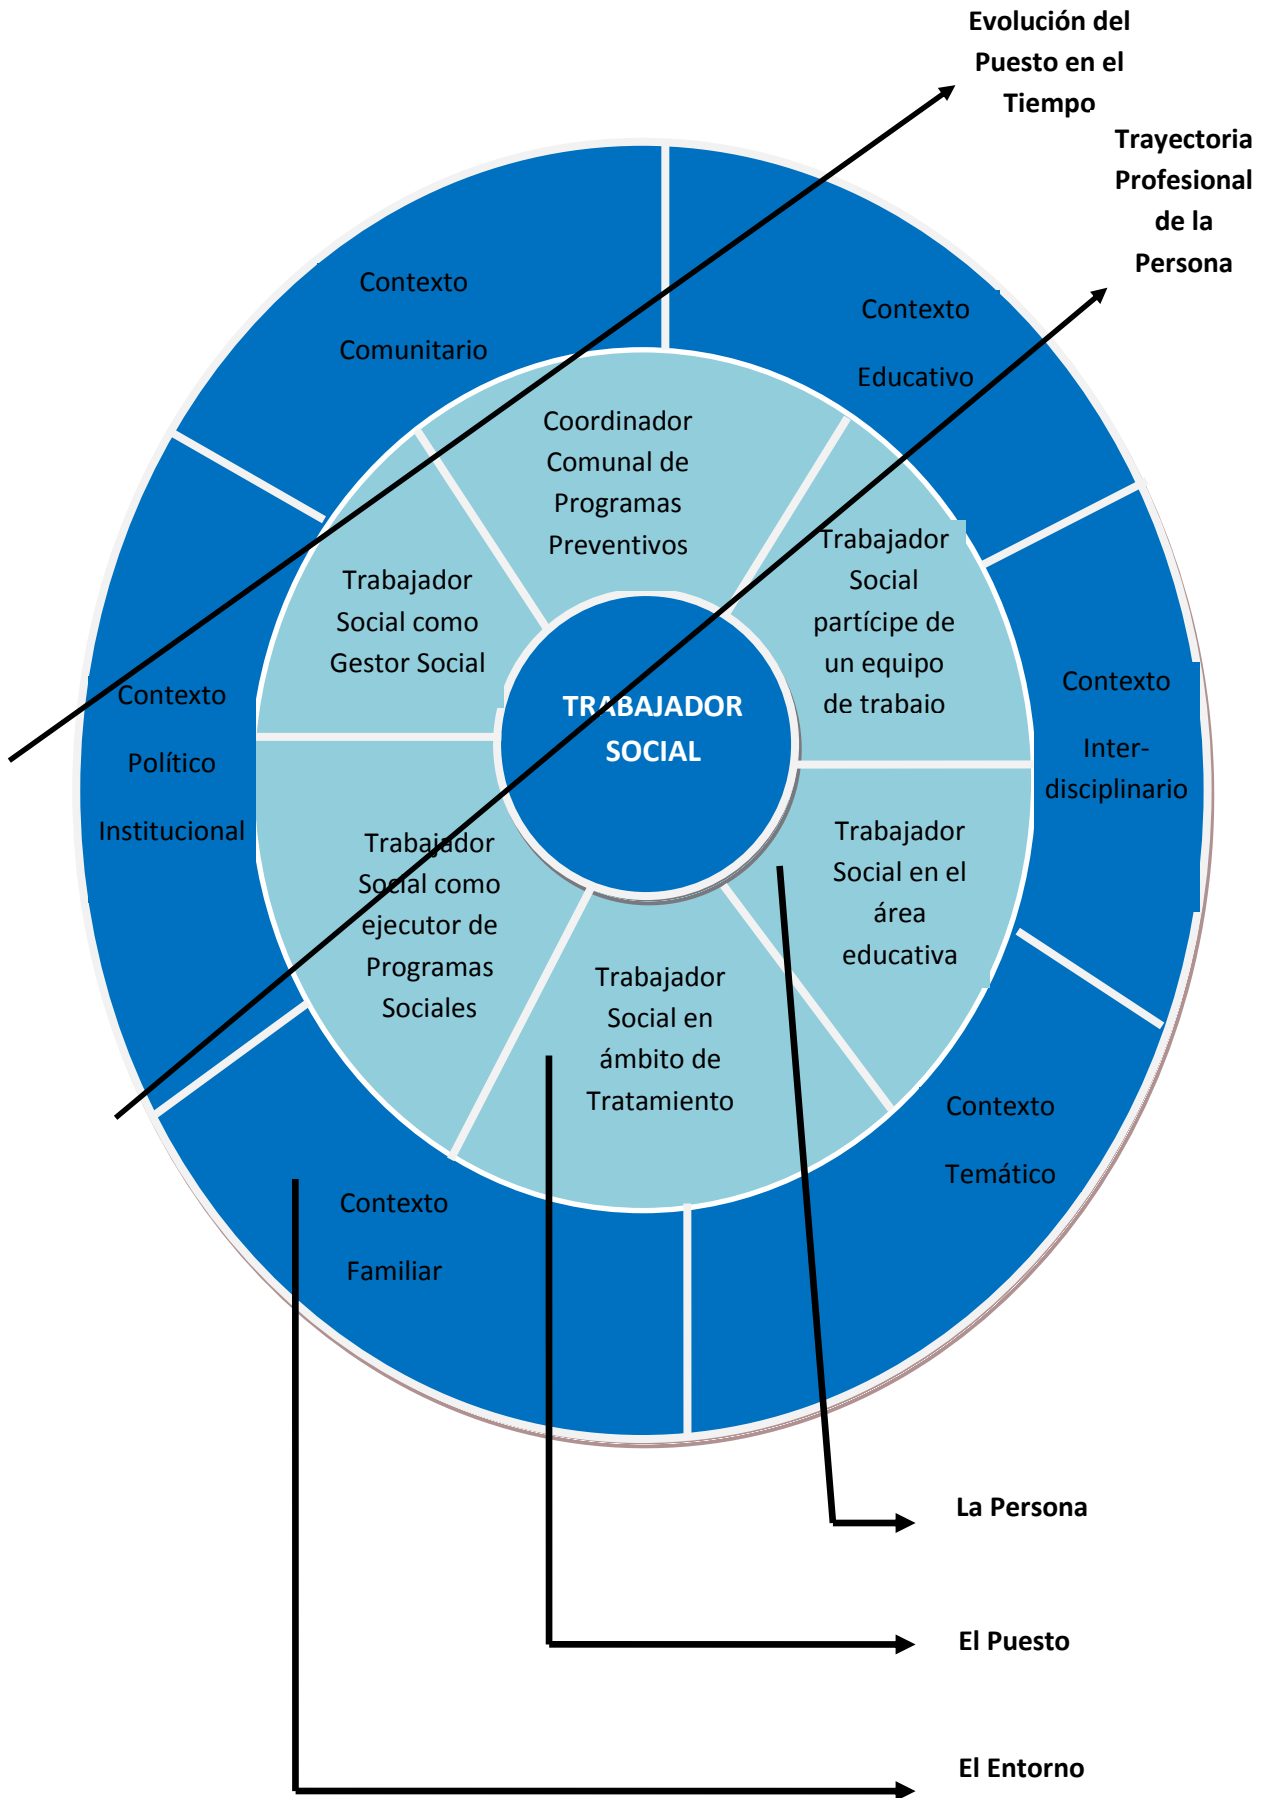 Evolución del
Puesto en el
Tiempo
Trayectoria
Profesional
de la
Persona
Contexto
Comunitario
Contexto
Educativo
Coordinador
Comunal de
Programas
Preventivos
Trabajador
Social como
Gestor Social
Trabajador
Social
partícipe de
un equipo
de trabaio
Contexto
Político
Institucional
TRABAJADOR
SOCIAL
Contexto
Inter-
disciplinario
Trabajador
Social como
ejecutor de
Programas
Sociales
Trabajador
Social en el
área
educativa
Trabajador
Social en
ámbito de
Tratamiento
Contexto
Temático
Contexto
Familiar
La Persona
El Puesto
El Entorno